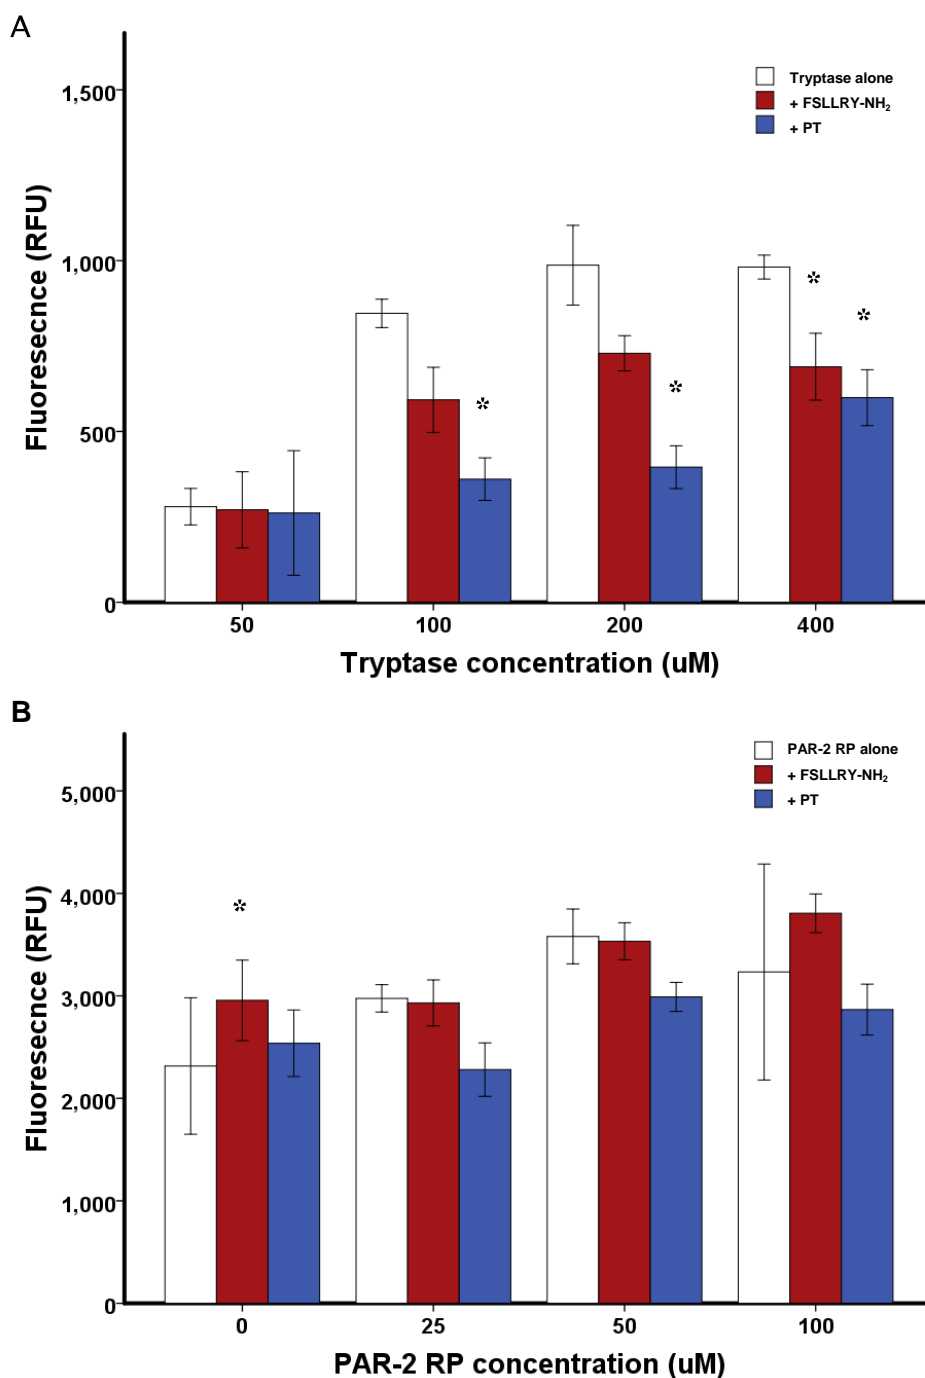 A
1,500
1,000
500
0
Fluoresecnce (RFU)
Tryptase alone
+ FSLLRY-NH₂
+ PT
*
*
*
*
50 100 200 400
Tryptase concentration (uM)
B
5,000
4,000
3,000
2,000
1,000
0
Fluoresecnce (RFU)
PAR-2 RP alone
+ FSLLRY-NH₂
+ PT
*
0 25 50 100
PAR-2 RP concentration (uM)